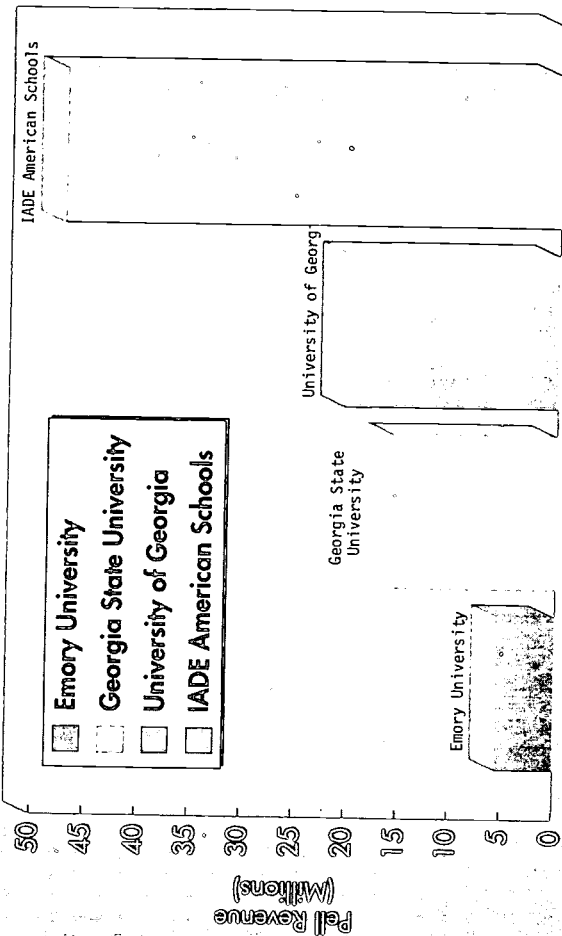 Pell Revenue
(Millions)
50
45
40
35
30
25
20
15
10
5
0
Emory University
Georgia State University
University of Georgia
IADE American Schools
Emory University
Georgia State
University
University of Georg
IADE American Schools